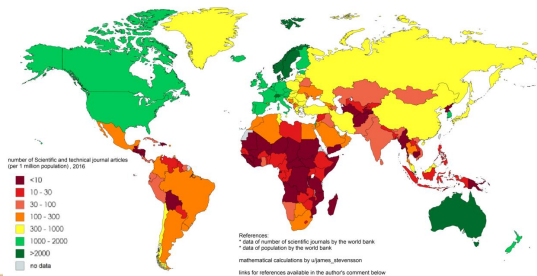 number of Scientific and technical journal articles
(per 1 million population) , 2016
<10
10 - 30
30 - 100
100 - 300
300 - 1000
1000 - 2000
>2000
no data
References:
* data of number of scientific journals by the world bank
* data of population by the world bank
mathematical calculations by u/james_stevensson
links for references available in the author's comment below